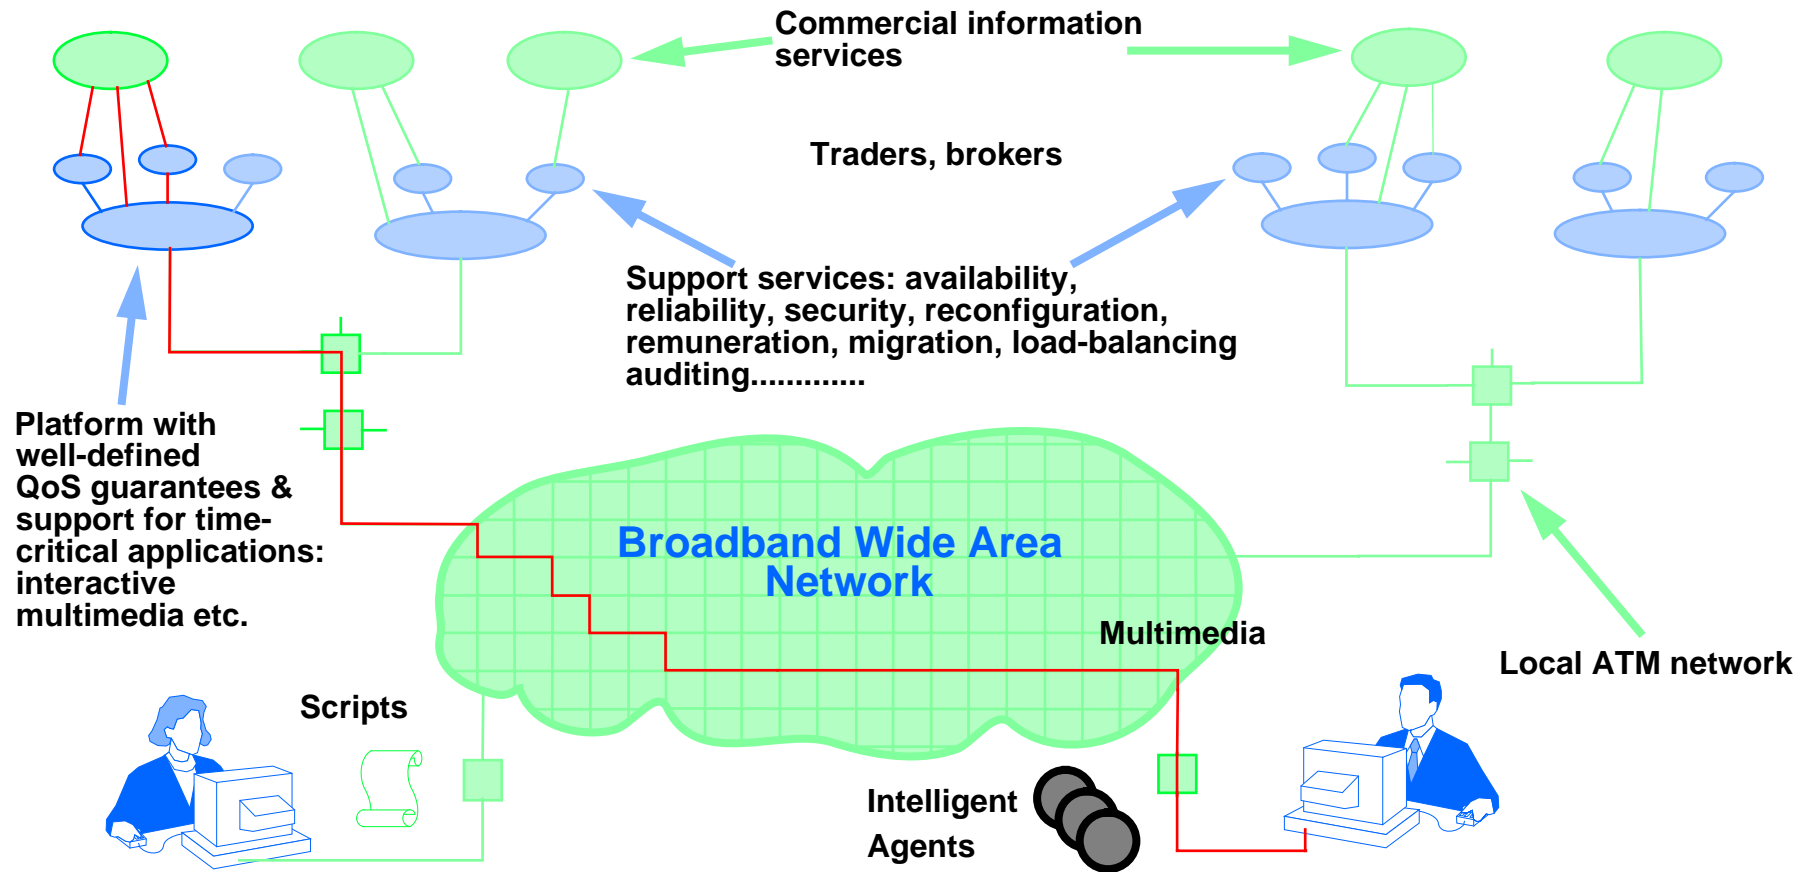 Commercial information
services
Traders, brokers
Support services: availability,
reliability, security, reconfiguration,
remuneration, migration, load-balancing
auditing.............
Platform with
well-defined
QoS guarantees &
support for time-
critical applications:
interactive
multimedia etc.
Broadband Wide Area
Network
Multimedia
Local ATM network
Scripts
Intelligent
Agents